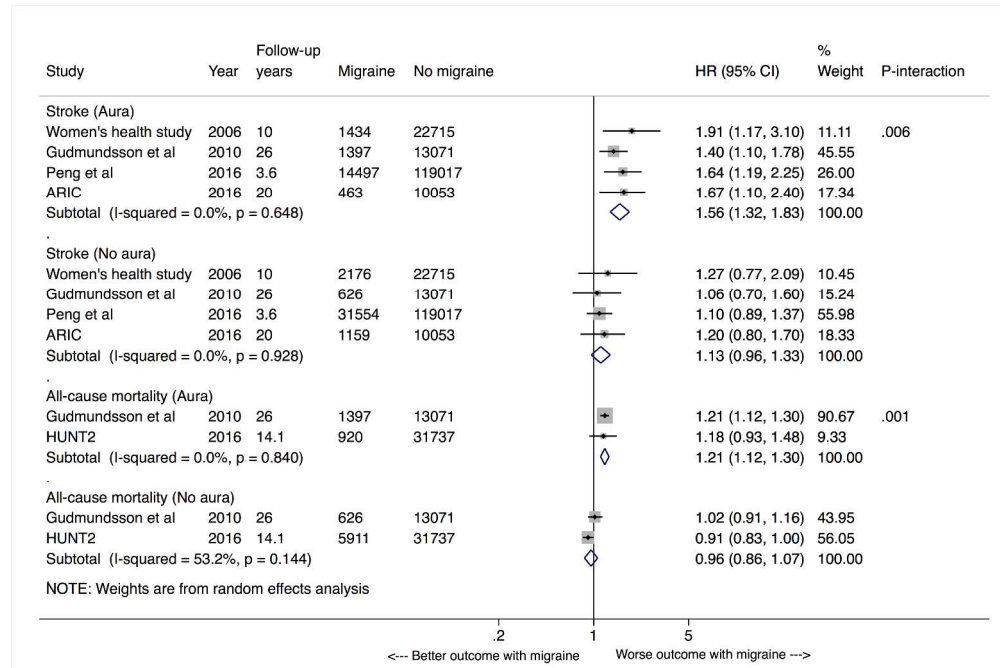 Follow-up %
Study Year years Migraine No migraine HR (95% CI) Weight P-interaction
Stroke (Aura)
Women's health study 2006 10 1434 22715 1.91 (1.17, 3.10) 11.11 .006
Gudmundsson et al 2010 26 1397 13071 1.40 (1.10, 1.78) 45.55
Peng et al 2016 3.6 14497 119017 1.64 (1.19, 2.25) 26.00
ARIC 2016 20 463 10053 1.67 (1.10, 2.40) 17.34
Subtotal (I-squared = 0.0%, p = 0.648) 1.56 (1.32, 1.83) 100.00
.
Stroke (No aura)
Women's health study 2006 10 2176 22715 1.27 (0.77, 2.09) 10.45
Gudmundsson et al 2010 26 626 13071 1.06 (0.70, 1.60) 15.24
Peng et al 2016 3.6 31554 119017 1.10 (0.89, 1.37) 55.98
ARIC 2016 20 1159 10053 1.20 (0.80, 1.70) 18.33
Subtotal (I-squared = 0.0%, p = 0.928) 1.13 (0.96, 1.33) 100.00
.
All-cause mortality (Aura)
Gudmundsson et al 2010 26 1397 13071 1.21 (1.12, 1.30) 90.67 .001
HUNT2 2016 14.1 920 31737 1.18 (0.93, 1.48) 9.33
Subtotal (I-squared = 0.0%, p = 0.840) 1.21 (1.12, 1.30) 100.00
.
All-cause mortality (No aura)
Gudmundsson et al 2010 26 626 13071 1.02 (0.91, 1.16) 43.95
HUNT2 2016 14.1 5911 31737 0.91 (0.83, 1.00) 56.05
Subtotal (I-squared = 53.2%, p = 0.144) 0.96 (0.86, 1.07) 100.00
NOTE: Weights are from random effects analysis
.2 1 5
<--- Better outcome with migraine Worse outcome with migraine --->